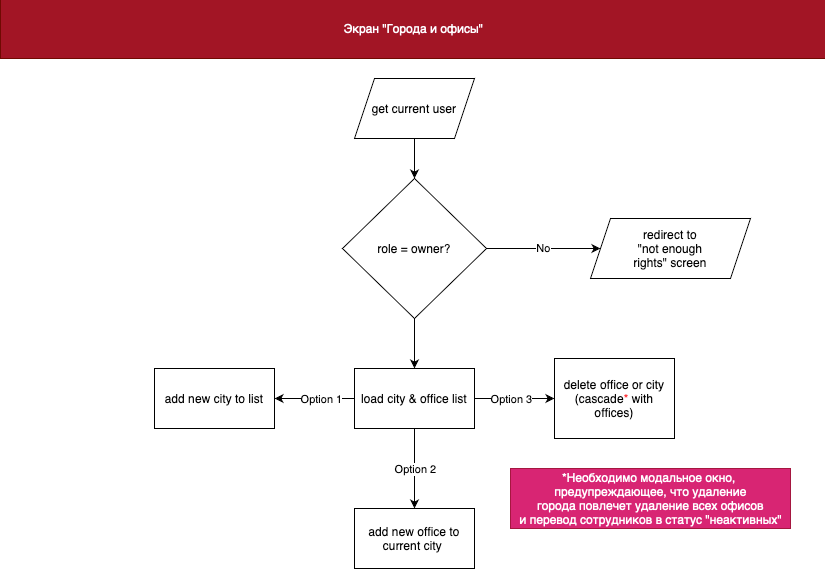 Экран "Города и офисы"
get current user
role = owner?
No
redirect to
"not enough
rights" screen
add new city to list
Option 1
load city & office list
Option 3
delete office or city
(cascade* with
offices)
Option 2
*Необходимо модальное окно,
предупреждающее, что удаление
города повлечет удаление всех офисов
и перевод сотрудников в статус "неактивных"
add new office to
current city